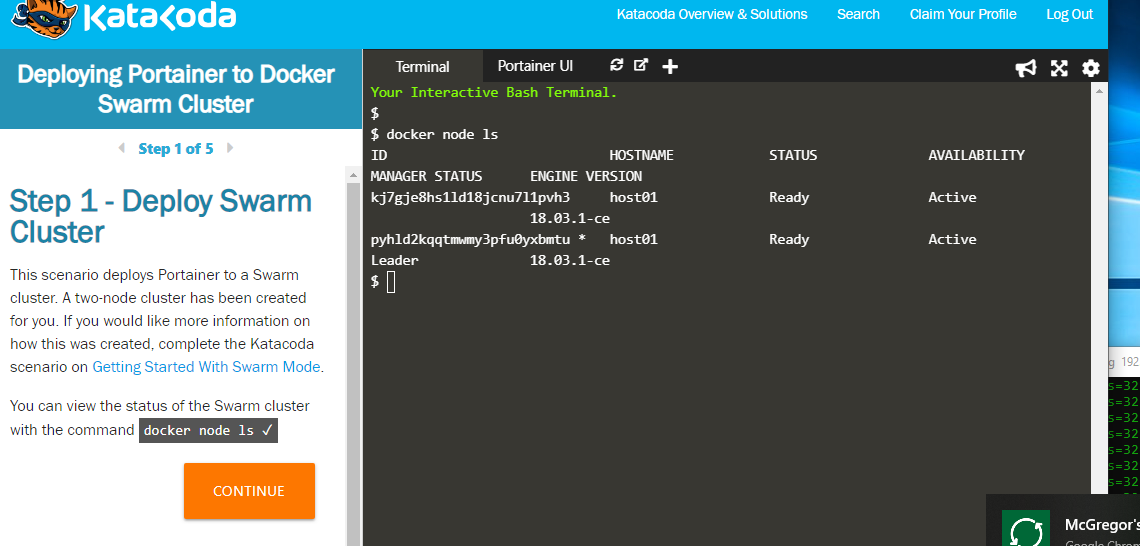 Katacoda
Katacoda Overview & Solutions Search Claim Your Profile Log Out
Deploying Portainer to Docker
Swarm Cluster
Step 1 of 5
Step 1 - Deploy Swarm
Cluster
This scenario deploys Portainer to a Swarm
cluster. A two-node cluster has been created
for you. If you would like more information on
how this was created, complete the Katacoda
scenario on Getting Started With Swarm Mode.
You can view the status of the Swarm cluster
with the command docker node ls ✓
CONTINUE
Terminal Portainer UI
Your Interactive Bash Terminal.
$
$ docker node ls
ID HOSTNAME STATUS AVAILABILITY
MANAGER STATUS ENGINE VERSION
kj7gje8hs1ld18jcnu7l1pvh3 host01 Ready Active
18.03.1-ce
pyhld2kqqtmwmy3pfu0yxbmtu * host01 Ready Active
Leader 18.03.1-ce
$
g 192
s=32
s=32
s=32
s=32
s=32
s=32
s=32
McGregor's
Google Chrom